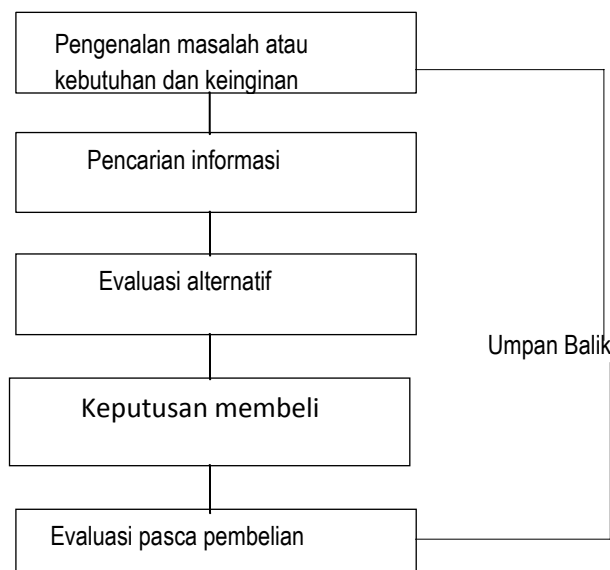 Pengenalan masalah atau
kebutuhan dan keinginan
Pencarian informasi
Evaluasi alternatif
Umpan Balik
Keputusan membeli
Evaluasi pasca pembelian